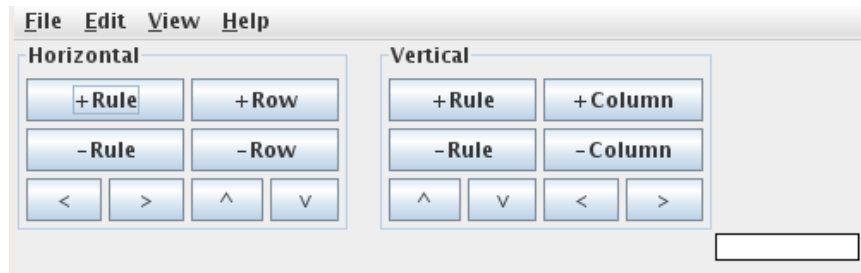 File Edit View Help
Horizontal Vertical
+Rule +Row +Rule +Column
-Rule -Row -Rule -Column
< > ^ v ^ v < >